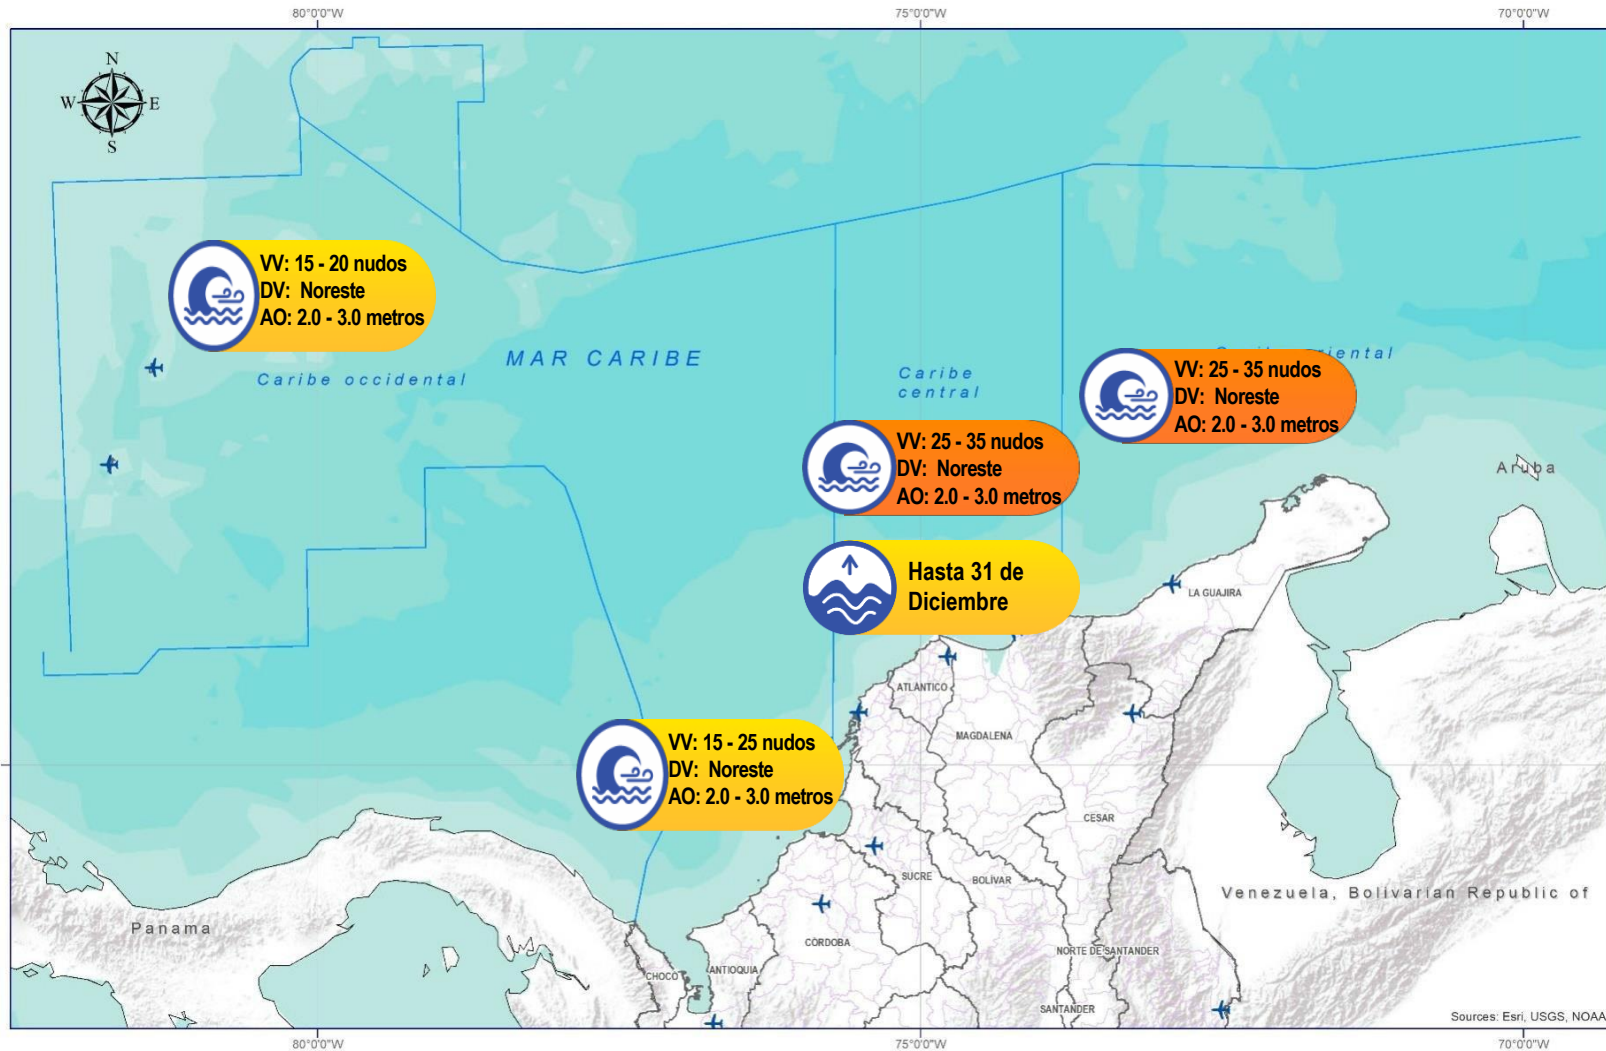 80°0'0"W
75°0'0"W
70°0'0"W
N
W
E
S
VV: 15 - 20 nudos
DV: Noreste
AO: 2.0 - 3.0 metros
MAR CARIBE
Caribe occidental
Caribe
central
VV: 25 - 35 nudos
DV: Noreste
AO: 2.0 - 3.0 metros
VV: 25 - 35 nudos
DV: Noreste
AO: 2.0 - 3.0 metros
Aruba
Hasta 31 de
Diciembre
LA GUAJIRA
ATLÁNTICO
MAGDALENA
VV: 15 - 25 nudos
DV: Noreste
AO: 2.0 - 3.0 metros
CESAR
SUCRE
BOLÍVAR
Venezuela, Bolivarian Republic of
Panama
CÓRDOBA
NORTE DE SANTANDER
CHOCÓ
ANTIOQUIA
SANTANDER
Sources: Esri, USGS, NOAA
80°0'0"W
75°0'0"W
70°0'0"W